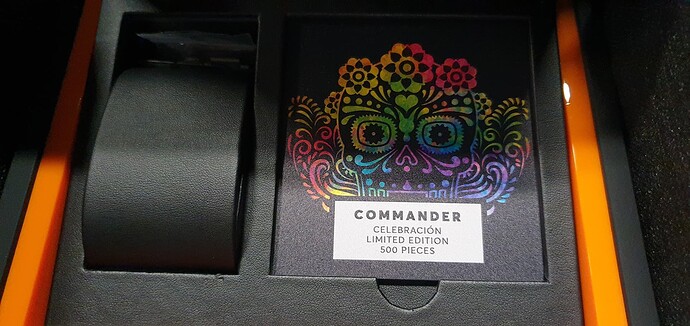 COMMANDER
CELEBRACIÓN
LIMITED EDITION
500 PIECES